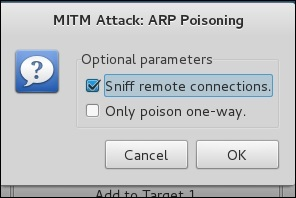 MITM Attack: ARP Poisoning
Optional parameters
Sniff remote connections.
Only poison one-way.
Cancel
OK
Add to Target 1